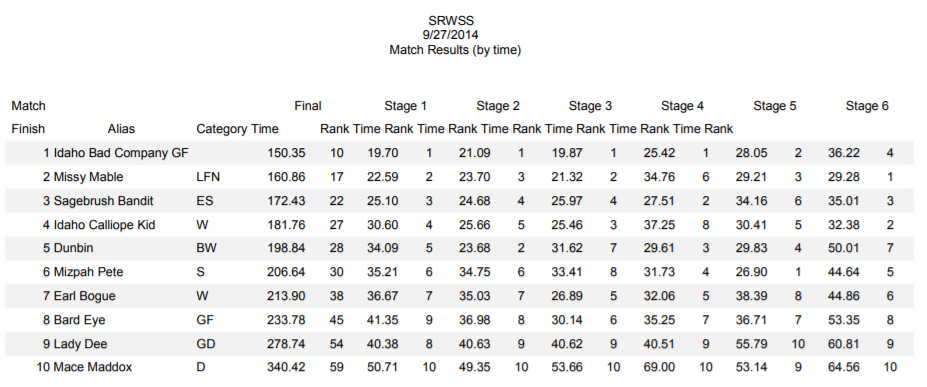 SRWSS
9/27/2014
Match Results (by time)
Match Final Stage 1 Stage 2 Stage 3 Stage 4 Stage 5 Stage 6
Finish Alias Category Time Rank Time Rank Time Rank Time Rank Time Rank Time Rank Time Rank
1 Idaho Bad Company GF 150.35 10 19.70 1 21.09 1 19.87 1 25.42 1 28.05 2 36.22 4
2 Missy Mable LFN 160.86 17 22.59 2 23.70 3 21.32 2 34.76 6 29.21 3 29.28 1
3 Sagebrush Bandit ES 172.43 22 25.10 3 24.68 4 25.97 4 27.51 2 34.16 6 35.01 3
4 Idaho Calliope Kid W 181.76 27 30.60 4 25.66 5 25.46 3 37.25 8 30.41 5 32.38 2
5 Dunbin BW 198.84 28 34.09 5 23.68 2 31.62 7 29.61 3 29.83 4 50.01 7
6 Mizpah Pete S 206.64 30 35.21 6 34.75 6 33.41 8 31.73 4 26.90 1 44.64 5
7 Earl Bogue W 213.90 38 36.67 7 35.03 7 26.89 5 32.06 5 38.39 8 44.86 6
8 Bard Eye GF 233.78 45 41.35 9 36.98 8 30.14 6 35.25 7 36.71 7 53.35 8
9 Lady Dee GD 278.74 54 40.38 8 40.63 9 40.62 9 40.51 9 55.79 10 60.81 9
10 Mace Maddox D 340.42 59 50.71 10 49.35 10 53.66 10 69.00 10 53.14 9 64.56 10